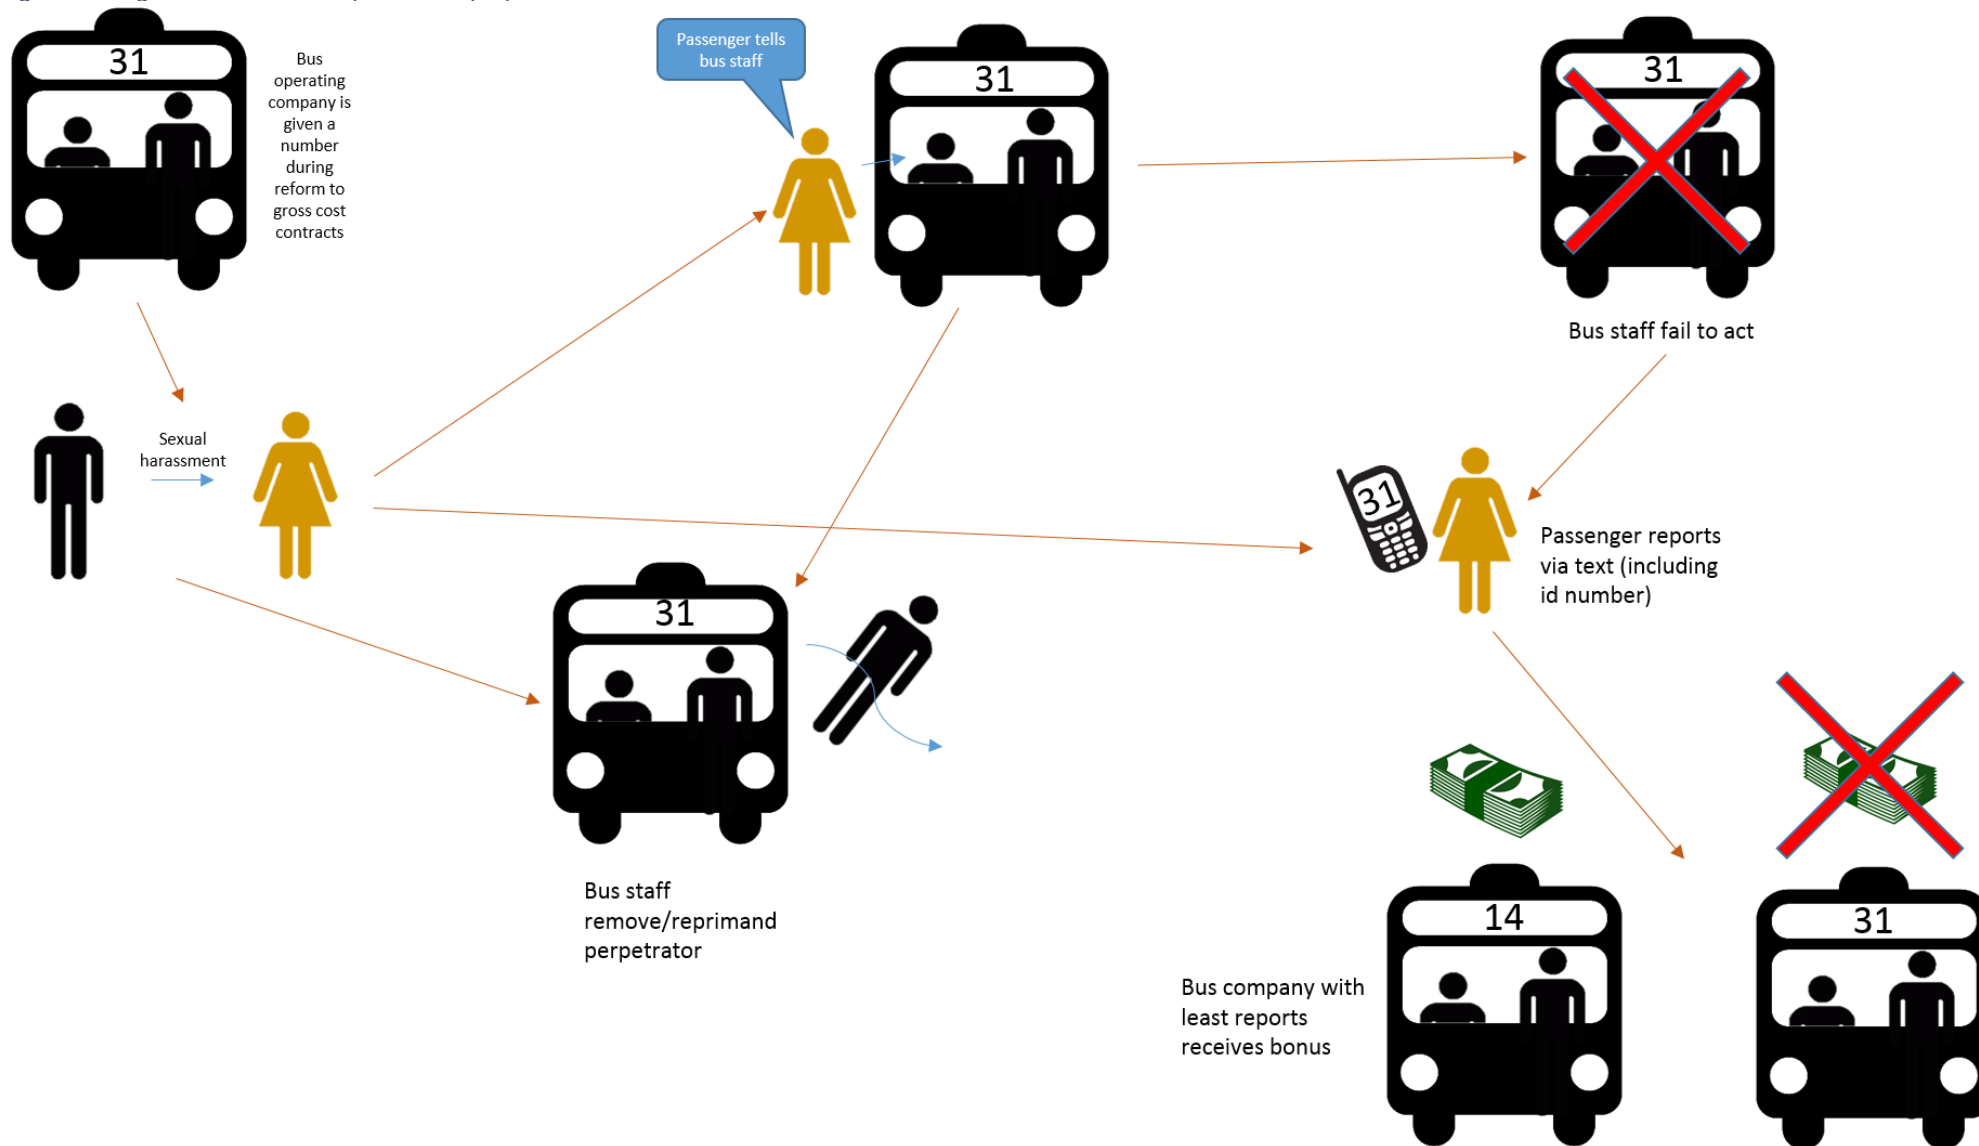 31
Bus
operating
company is
given a
number
during
reform to
gross cost
contracts
Passenger tells
bus staff
31
31
Bus staff fail to act
Sexual
harassment
31
Passenger reports
via text (including
id number)
31
Bus staff
remove/reprimand
perpetrator
14
31
Bus company with
least reports
receives bonus